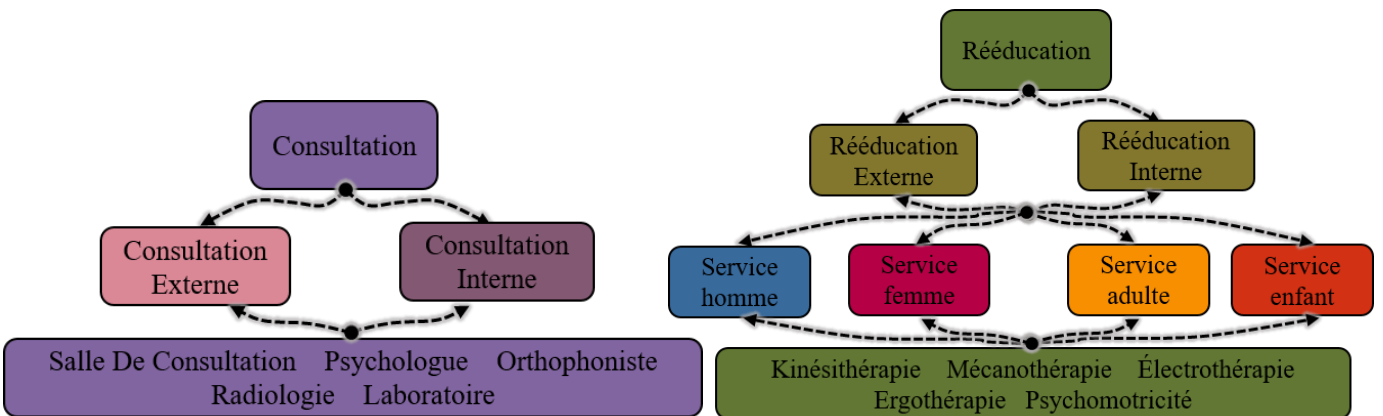 Consultation
Consultation
Externe
Consultation
Interne
Salle De Consultation Psychologue Orthophoniste
Radiologie Laboratoire
Rééducation
Rééducation
Externe
Rééducation
Interne
Service
homme
Service
femme
Service
adulte
Service
enfant
Kinésithérapie Mécanothérapie Électrothérapie
Ergothérapie Psychomotricité